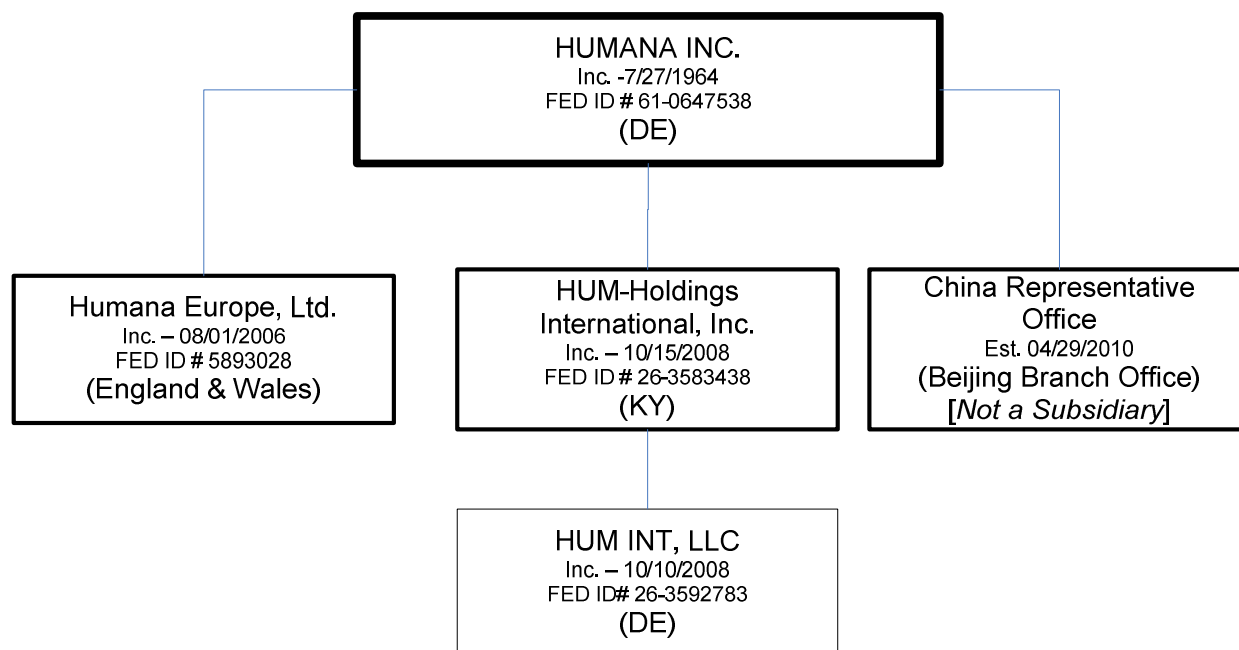 HUMANA INC.
Inc. -7/27/1964
FED ID # 61-0647538
(DE)
Humana Europe, Ltd.
Inc. – 08/01/2006
FED ID # 5893028
(England & Wales)
HUM-Holdings
International, Inc.
Inc. – 10/15/2008
FED ID # 26-3583438
(KY)
China Representative
Office
Est. 04/29/2010
(Beijing Branch Office)
[Not a Subsidiary]
HUM INT, LLC
Inc. – 10/10/2008
FED ID# 26-3592783
(DE)